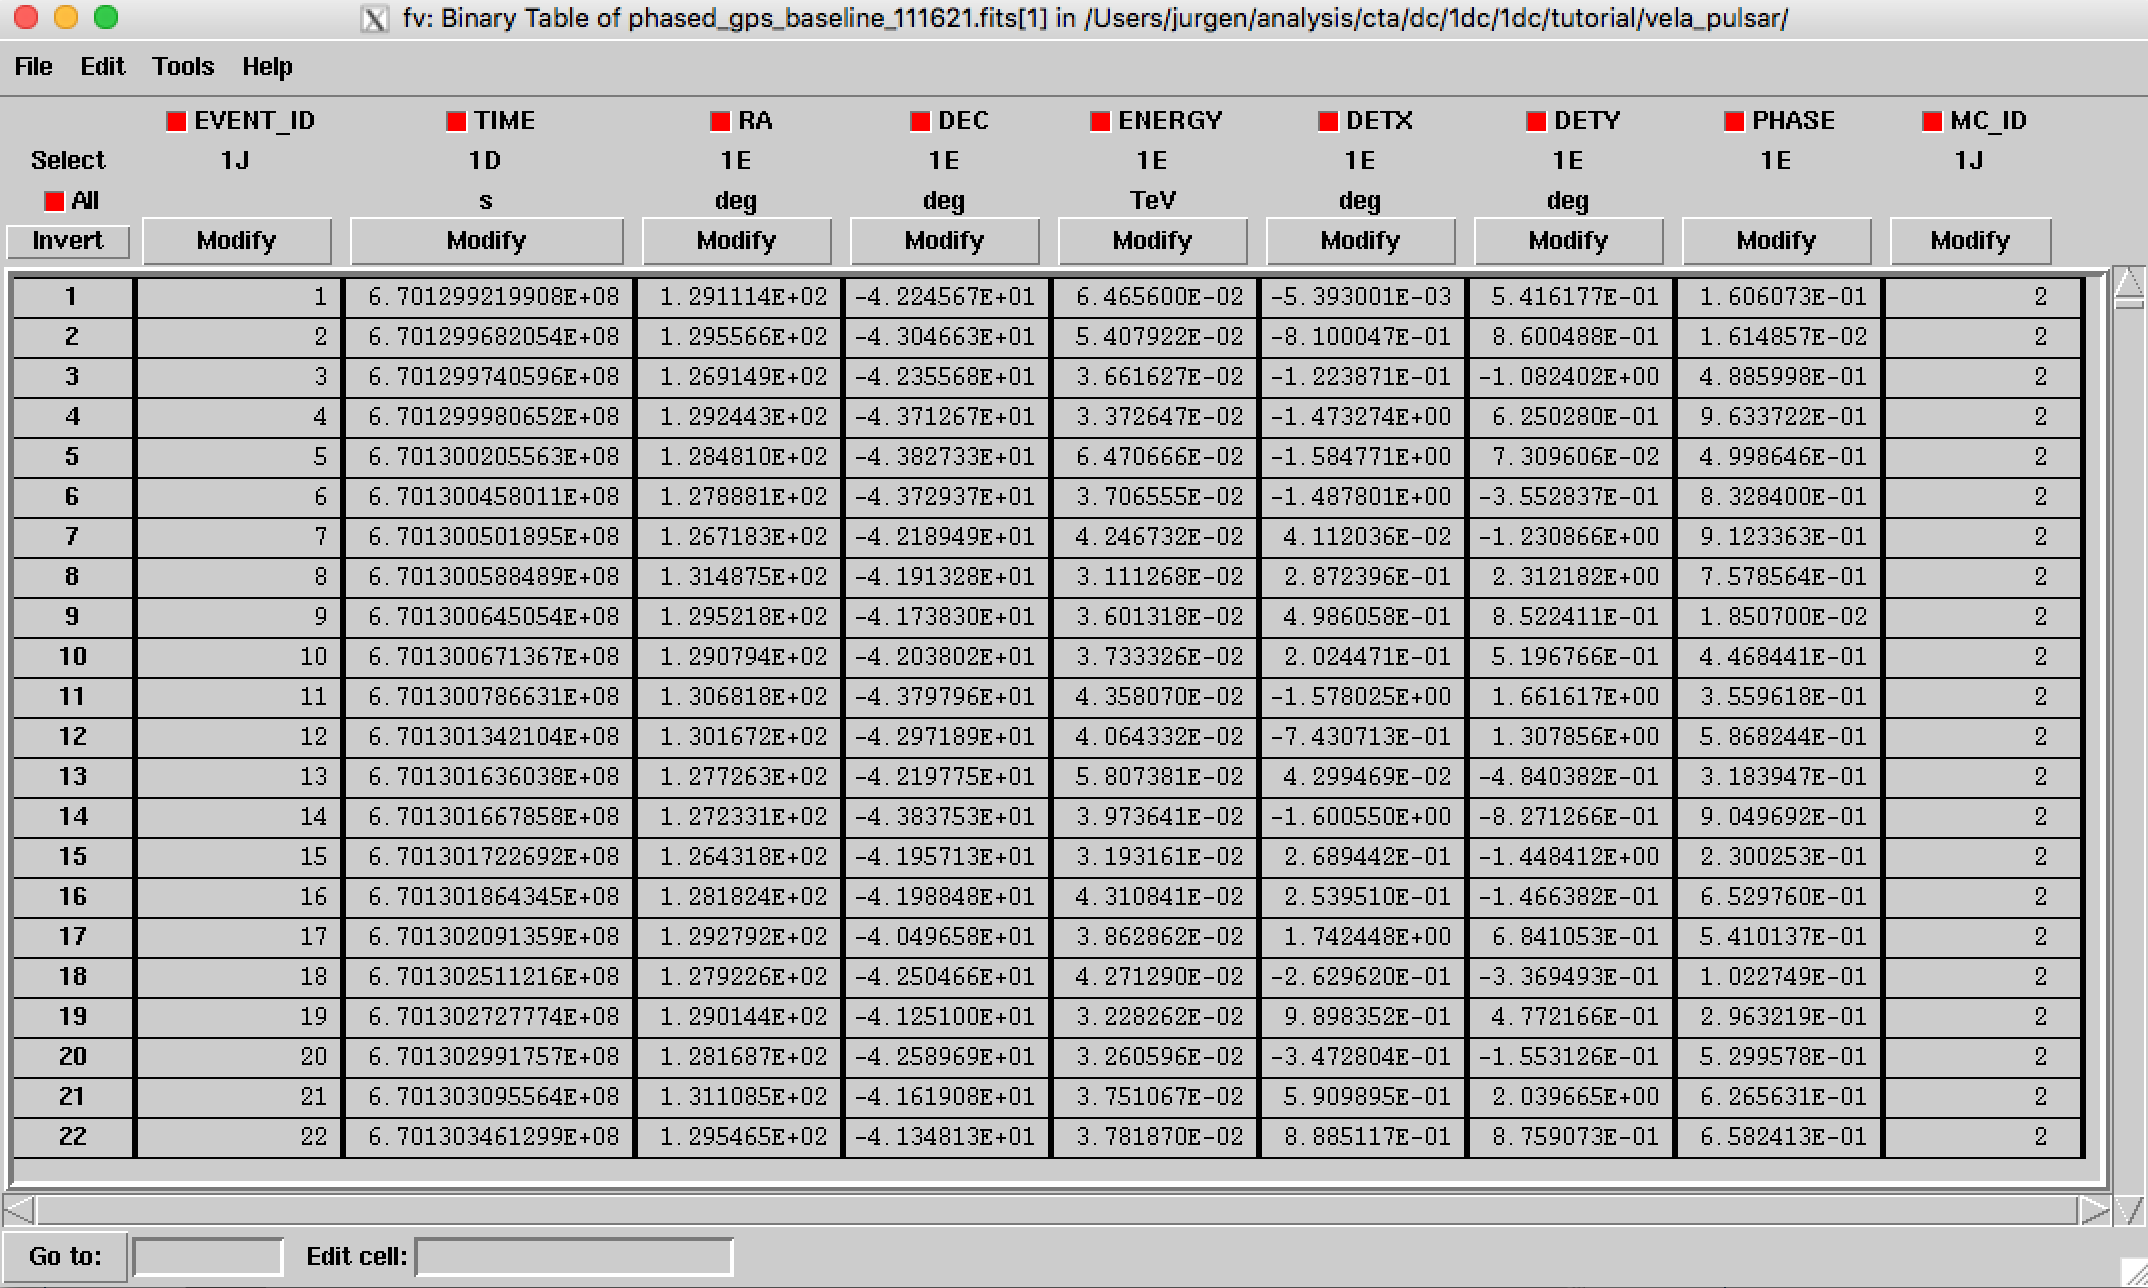 fv: Binary Table of phased_gps_baseline_111621.fits[1] in /Users/jurgen/analysis/cta/dc/1dc/1dc/tutorial/vela_pulsar/
File Edit Tools Help
EVENT_ID TIME RA DEC ENERGY DETX DETY PHASE MC_ID
Select 1J 1D 1E 1E 1E 1E 1E 1E 1J
All s deg deg TeV deg deg
Invert Modify Modify Modify Modify Modify Modify Modify Modify Modify
1 1 6.701299219908E+08 1.291114E+02 -4.224567E+01 6.465600E-02 -5.393001E-03 5.416177E-01 1.606073E-01 2
2 2 6.701299682054E+08 1.295566E+02 -4.304663E+01 5.407922E-02 -8.100047E-01 8.600488E-01 1.614857E-02 2
3 3 6.701299740596E+08 1.269149E+02 -4.235568E+01 3.661627E-02 -1.223871E-01 -1.082402E+00 4.885998E-01 2
4 4 6.701299980652E+08 1.292443E+02 -4.371267E+01 3.372647E-02 -1.473274E+00 6.250280E-01 9.633722E-01 2
5 5 6.701300205563E+08 1.284810E+02 -4.382733E+01 6.470666E-02 -1.584771E+00 7.309606E-02 4.998646E-01 2
6 6 6.701300458011E+08 1.278881E+02 -4.372937E+01 3.706555E-02 -1.487801E+00 -3.552837E-01 8.328400E-01 2
7 7 6.701300501895E+08 1.267183E+02 -4.218949E+01 4.246732E-02 4.112036E-02 -1.230866E+00 9.123363E-01 2
8 8 6.701300588489E+08 1.314875E+02 -4.191328E+01 3.111268E-02 2.872396E-01 2.312182E+00 7.578564E-01 2
9 9 6.701300645054E+08 1.295218E+02 -4.173830E+01 3.601318E-02 4.986058E-01 8.522411E-01 1.850700E-02 2
10 10 6.701300671367E+08 1.290794E+02 -4.203802E+01 3.733326E-02 2.024471E-01 5.196766E-01 4.468441E-01 2
11 11 6.701300786631E+08 1.306818E+02 -4.379796E+01 4.358070E-02 -1.578025E+00 1.661617E+00 3.559618E-01 2
12 12 6.701301342104E+08 1.301672E+02 -4.297189E+01 4.064332E-02 -7.430713E-01 1.307856E+00 5.868244E-01 2
13 13 6.701301636038E+08 1.277263E+02 -4.219775E+01 5.807381E-02 4.299469E-02 -4.840382E-01 3.183947E-01 2
14 14 6.701301667858E+08 1.272331E+02 -4.383753E+01 3.973641E-02 -1.600550E+00 -8.271266E-01 9.049692E-01 2
15 15 6.701301722692E+08 1.264318E+02 -4.195713E+01 3.193161E-02 2.689442E-01 -1.448412E+00 2.300253E-01 2
16 16 6.701301864345E+08 1.281824E+02 -4.198848E+01 4.310841E-02 2.539510E-01 -1.466382E-01 6.529760E-01 2
17 17 6.701302091359E+08 1.292792E+02 -4.049658E+01 3.862862E-02 1.742448E+00 6.841053E-01 5.410137E-01 2
18 18 6.701302511216E+08 1.279226E+02 -4.250466E+01 4.271290E-02 -2.629620E-01 -3.369493E-01 1.022749E-01 2
19 19 6.701302727774E+08 1.290144E+02 -4.125100E+01 3.228262E-02 9.898352E-01 4.772166E-01 2.963219E-01 2
20 20 6.701302991757E+08 1.281687E+02 -4.258969E+01 3.260596E-02 -3.472804E-01 -1.553126E-01 5.299578E-01 2
21 21 6.701303095564E+08 1.311085E+02 -4.161908E+01 3.751067E-02 5.909895E-01 2.039665E+00 6.265631E-01 2
22 22 6.701303461299E+08 1.295465E+02 -4.134813E+01 3.781870E-02 8.885117E-01 8.759073E-01 6.582413E-01 2
Go to: Edit cell: